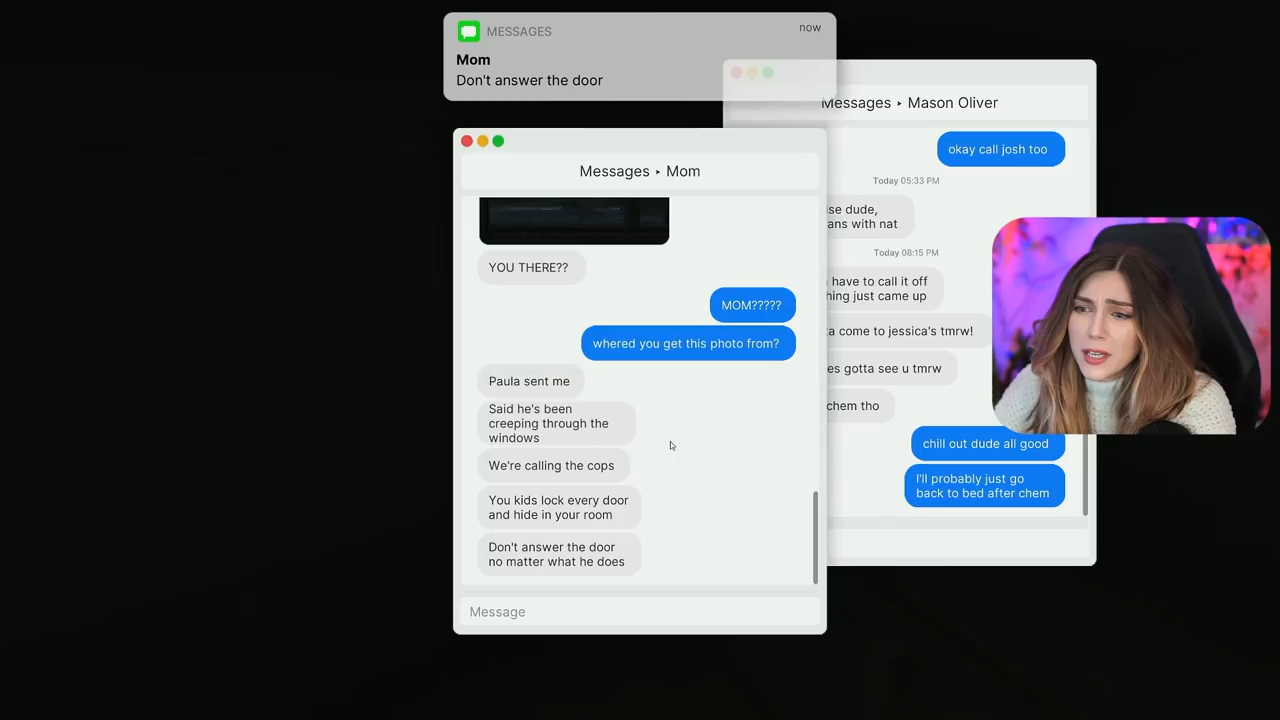 MESSAGES
now
Mom
Don't answer the door
Messages ‣ Mom
YOU THERE??
MOM?????
whered you get this photo from?
Paula sent me
Said he's been
creeping through the
windows
We're calling the cops
You kids lock every door
and hide in your room
Don't answer the door
no matter what he does
Message
Messages ‣ Mason Oliver
okay call josh too
Today 05:33 PM
dude,
with nat
Today 08:15 PM
have to call it off
just came up
come to jessica's tmrw!
gotta see u tmrw
chem tho
chill out dude all good
I'll probably just go
back to bed after chem